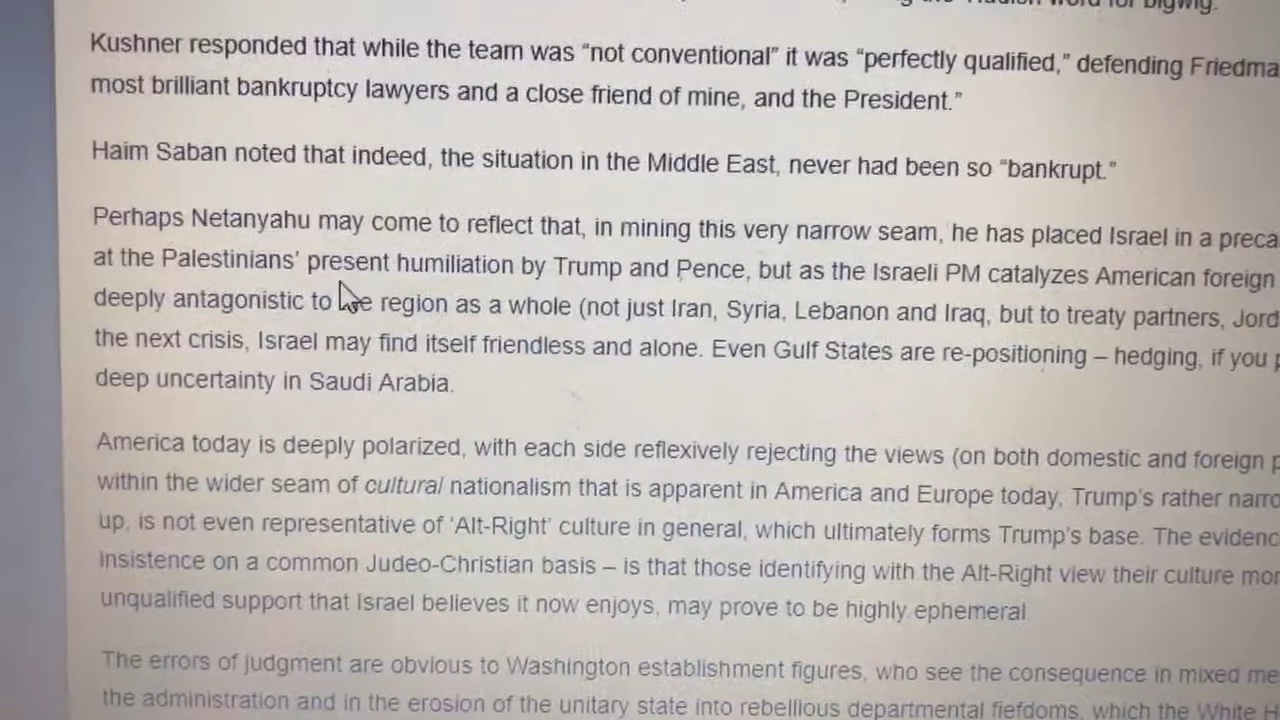 word for bigwig.
Kushner responded that while the team was “not conventional” it was “perfectly qualified,” defending Friedma
most brilliant bankruptcy lawyers and a close friend of mine, and the President.”
Haim Saban noted that indeed, the situation in the Middle East, never had been so “bankrupt.”
Perhaps Netanyahu may come to reflect that, in mining this very narrow seam, he has placed Israel in a preca
at the Palestinians’ present humiliation by Trump and Pence, but as the Israeli PM catalyzes American foreign
deeply antagonistic to the region as a whole (not just Iran, Syria, Lebanon and Iraq, but to treaty partners, Jord
the next crisis, Israel may find itself friendless and alone. Even Gulf States are re-positioning – hedging, if you p
deep uncertainty in Saudi Arabia.
America today is deeply polarized, with each side reflexively rejecting the views (on both domestic and foreign p
within the wider seam of cultural nationalism that is apparent in America and Europe today, Trump’s rather narro
up, is not even representative of ‘Alt-Right’ culture in general, which ultimately forms Trump’s base. The evidenc
insistence on a common Judeo-Christian basis – is that those identifying with the Alt-Right view their culture mor
unqualified support that Israel believes it now enjoys, may prove to be highly ephemeral.
The errors of judgment are obvious to Washington establishment figures, who see the consequence in mixed me
the administration and in the erosion of the unitary state into rebellious departmental fiefdoms, which the White H